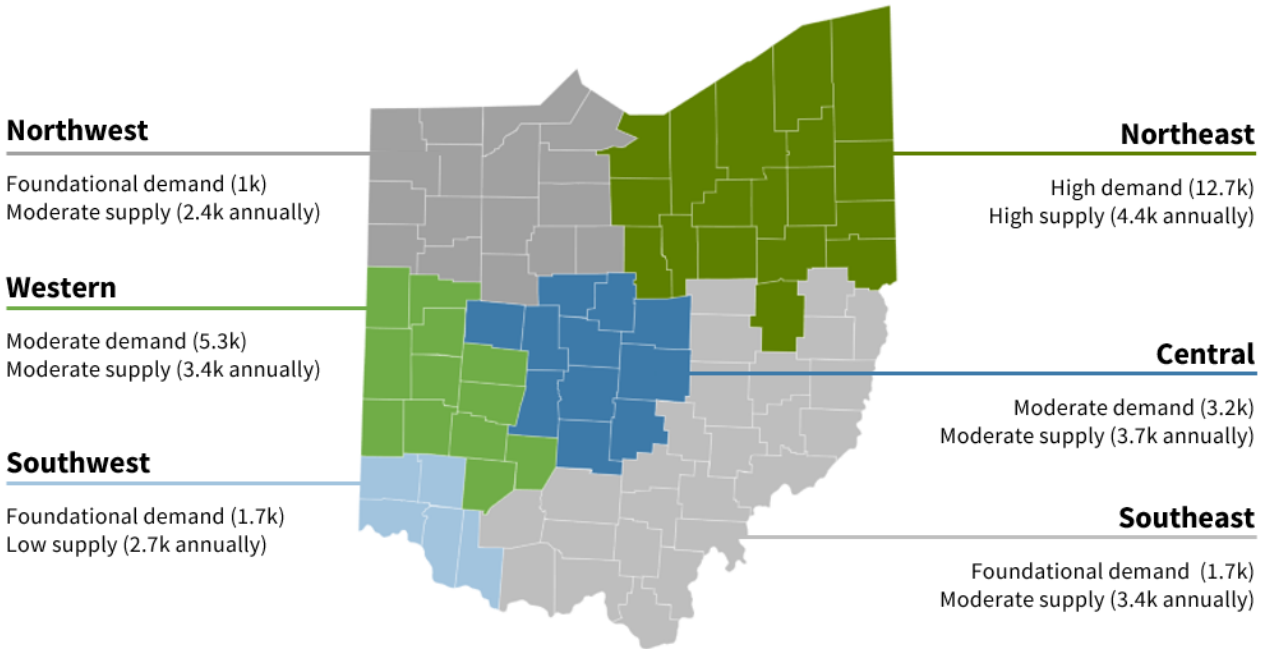 Northwest
Foundational demand (1k)
Moderate supply (2.4k annually)
Western
Moderate demand (5.3k)
Moderate supply (3.4k annually)
Southwest
Foundational demand (1.7k)
Low supply (2.7k annually)
Northeast
High demand (12.7k)
High supply (4.4k annually)
Central
Moderate demand (3.2k)
Moderate supply (3.7k annually)
Southeast
Foundational demand (1.7k)
Moderate supply (3.4k annually)